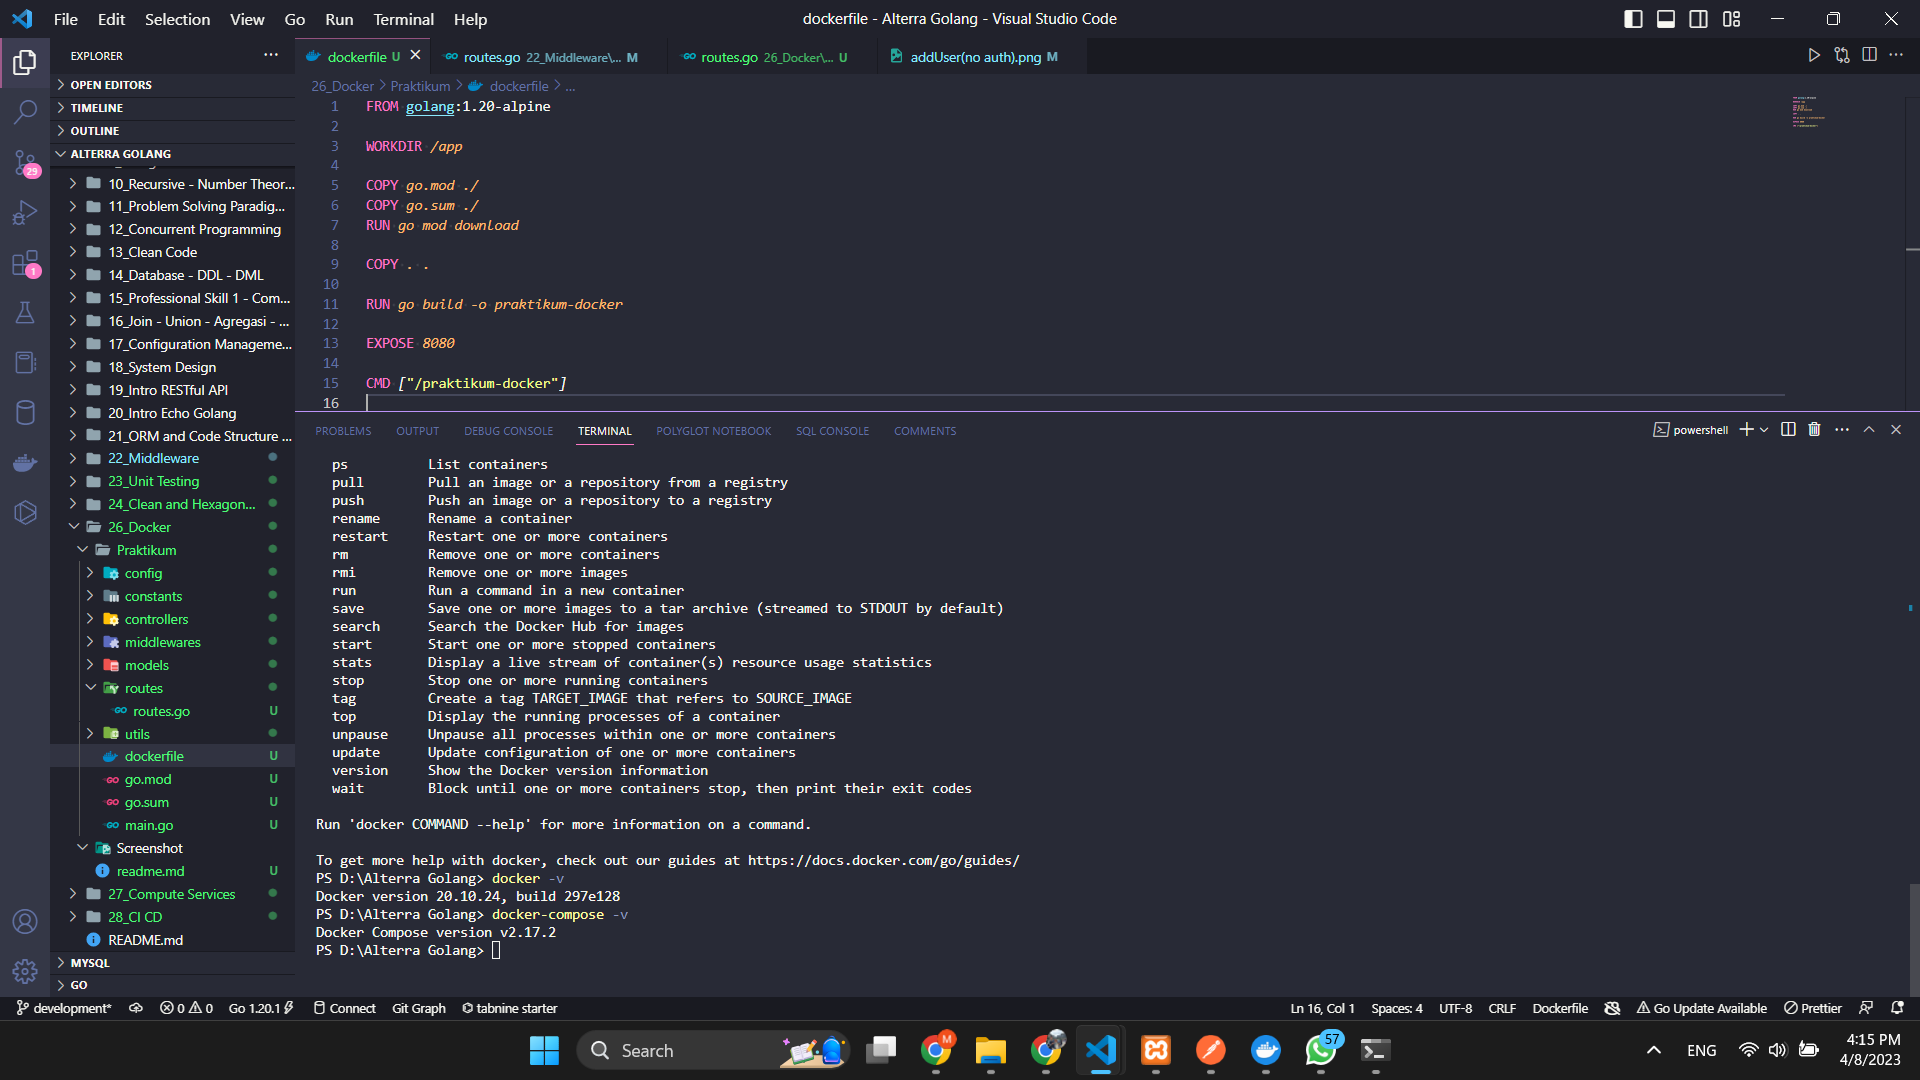 File Edit Selection View Go Run Terminal Help
dockerfile - Alterra Golang - Visual Studio Code
EXPLORER
OPEN EDITORS
TIMELINE
OUTLINE
ALTERRA GOLANG
10_Recursive - Number Theor...
11_Problem Solving Paradig...
12_Concurrent Programming
13_Clean Code
14_Database - DDL - DML
15_Professional Skill 1 - Com...
16_Join - Union - Agregasi - ...
17_Configuration Manageme...
18_System Design
19_Intro RESTful API
20_Intro Echo Golang
21_ORM and Code Structure ...
22_Middleware
23_Unit Testing
24_Clean and Hexagon...
26_Docker
Praktikum
config
constants
controllers
middlewares
models
routes
routes.go U
utils
dockerfile U
go.mod U
go.sum U
main.go U
Screenshot
readme.md U
27_Compute Services
28_CI CD
README.md
MYSQL
GO
29
1
dockerfile U
routes.go 22_Middleware\... M
routes.go 26_Docker\... U
addUser(no auth).png M
26_Docker > Praktikum > dockerfile > ...
1 FROM golang:1.20-alpine
2
3 WORKDIR /app
4
5 COPY go.mod ./
6 COPY go.sum ./
7 RUN go mod download
8
9 COPY . .
10
11 RUN go build -o praktikum-docker
12
13 EXPOSE 8080
14
15 CMD ["/praktikum-docker"]
16
PROBLEMS OUTPUT DEBUG CONSOLE TERMINAL POLYGLOT NOTEBOOK SQL CONSOLE COMMENTS
powershell
ps List containers
pull Pull an image or a repository from a registry
push Push an image or a repository to a registry
rename Rename a container
restart Restart one or more containers
rm Remove one or more containers
rmi Remove one or more images
run Run a command in a new container
save Save one or more images to a tar archive (streamed to STDOUT by default)
search Search the Docker Hub for images
start Start one or more stopped containers
stats Display a live stream of container(s) resource usage statistics
stop Stop one or more running containers
tag Create a tag TARGET_IMAGE that refers to SOURCE_IMAGE
top Display the running processes of a container
unpause Unpause all processes within one or more containers
update Update configuration of one or more containers
version Show the Docker version information
wait Block until one or more containers stop, then print their exit codes
Run 'docker COMMAND --help' for more information on a command.
To get more help with docker, check out our guides at https://docs.docker.com/go/guides/
PS D:\Alterra Golang> docker -v
Docker version 20.10.24, build 297e128
PS D:\Alterra Golang> docker-compose -v
Docker Compose version v2.17.2
PS D:\Alterra Golang>
development* 0 0 Go 1.20.1 Connect Git Graph tabnine starter
Ln 16, Col 1 Spaces: 4 UTF-8 CRLF Dockerfile Go Update Available Prettier
Search
M
57
ENG
4:15 PM
4/8/2023